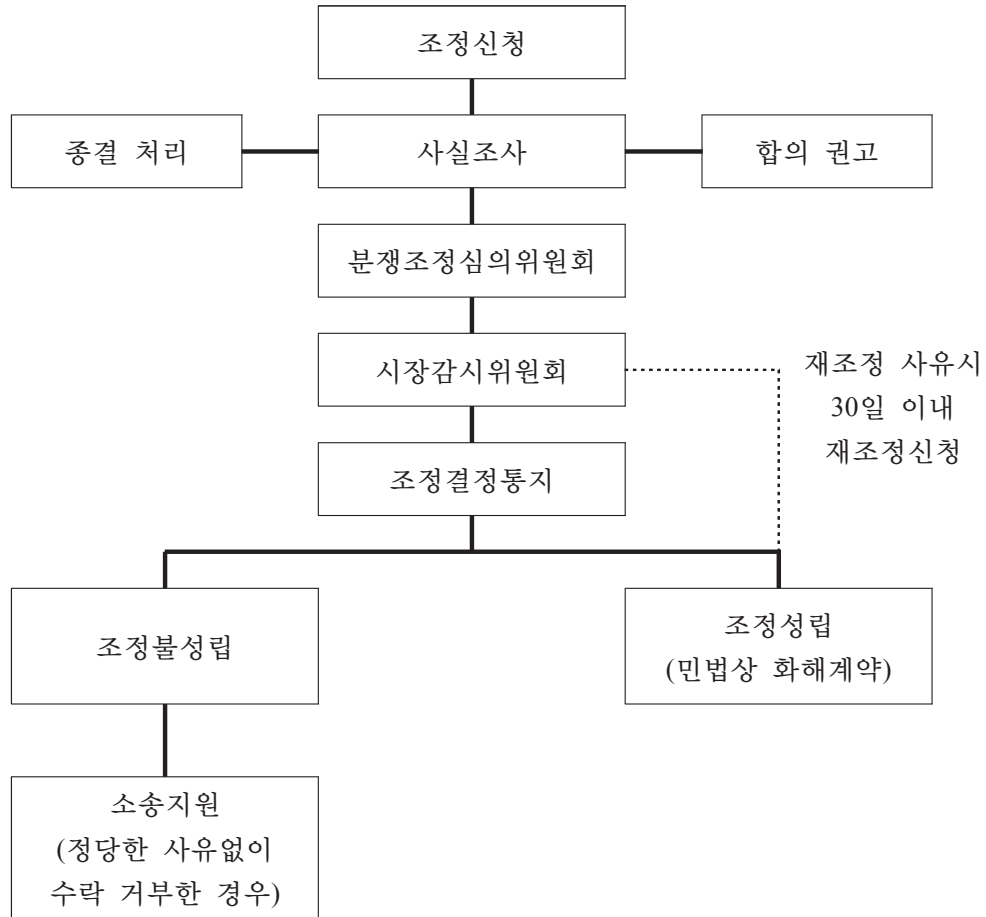 조정신청
종결 처리
사실조사
합의 권고
분쟁조정심의위원회
시장감시위원회
재조정 사유시
30일 이내
재조정신청
조정결정통지
조정불성립
조정성립
(민법상 화해계약)
소송지원
(정당한 사유없이
수락 거부한 경우)